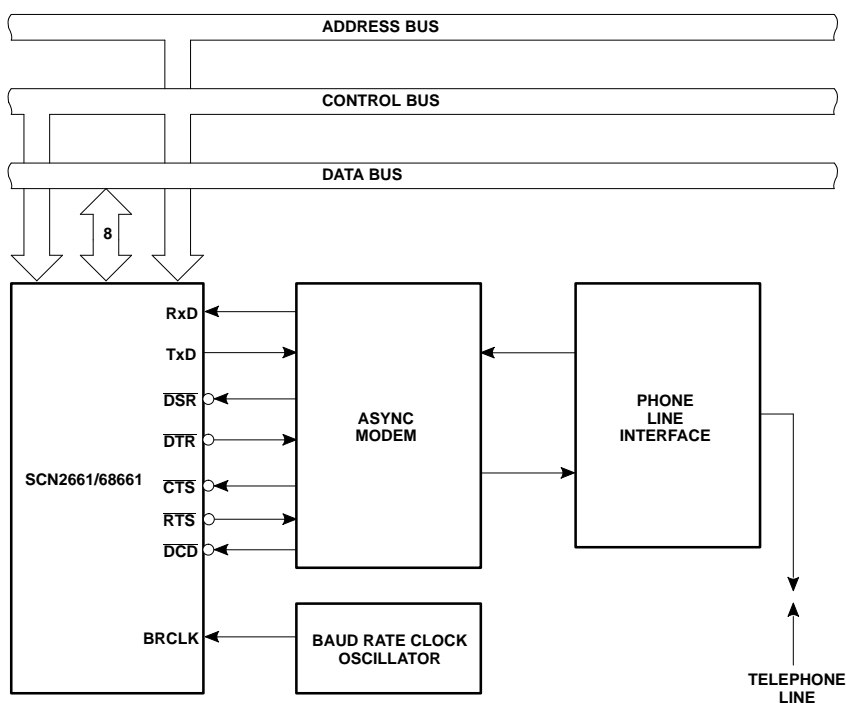 ADDRESS BUS
CONTROL BUS
DATA BUS
8
RxD
TxD
DSR
DTR
CTS
RTS
DCD
BRCLK
SCN2661/68661
ASYNC
MODEM
PHONE
LINE
INTERFACE
BAUD RATE CLOCK
OSCILLATOR
TELEPHONE
LINE